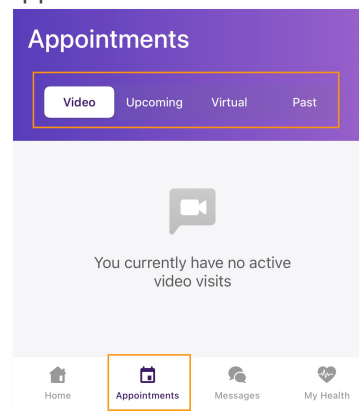 Appointments
Video Upcoming Virtual Past
You currently have no active
video visits
Home Appointments Messages My Health